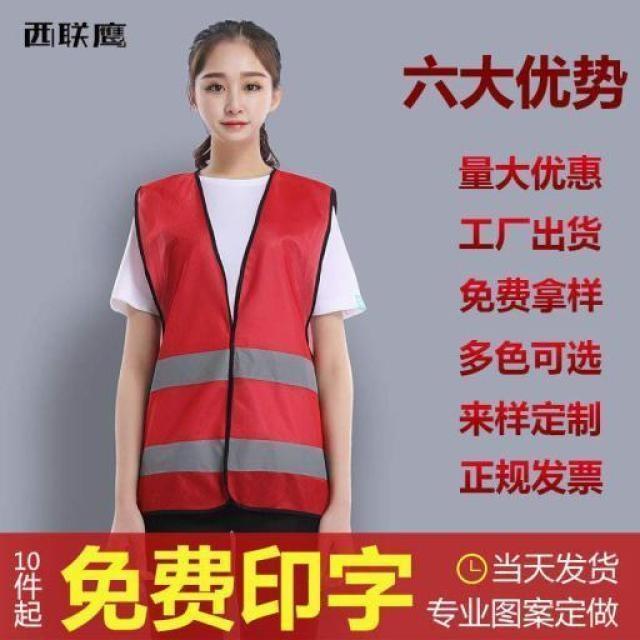 西联鹰
六大优势
量大优惠
工厂出货
免费拿样
多色可选
来样定制
正规发票
10件起
免费印字
当天发货
专业图案定做